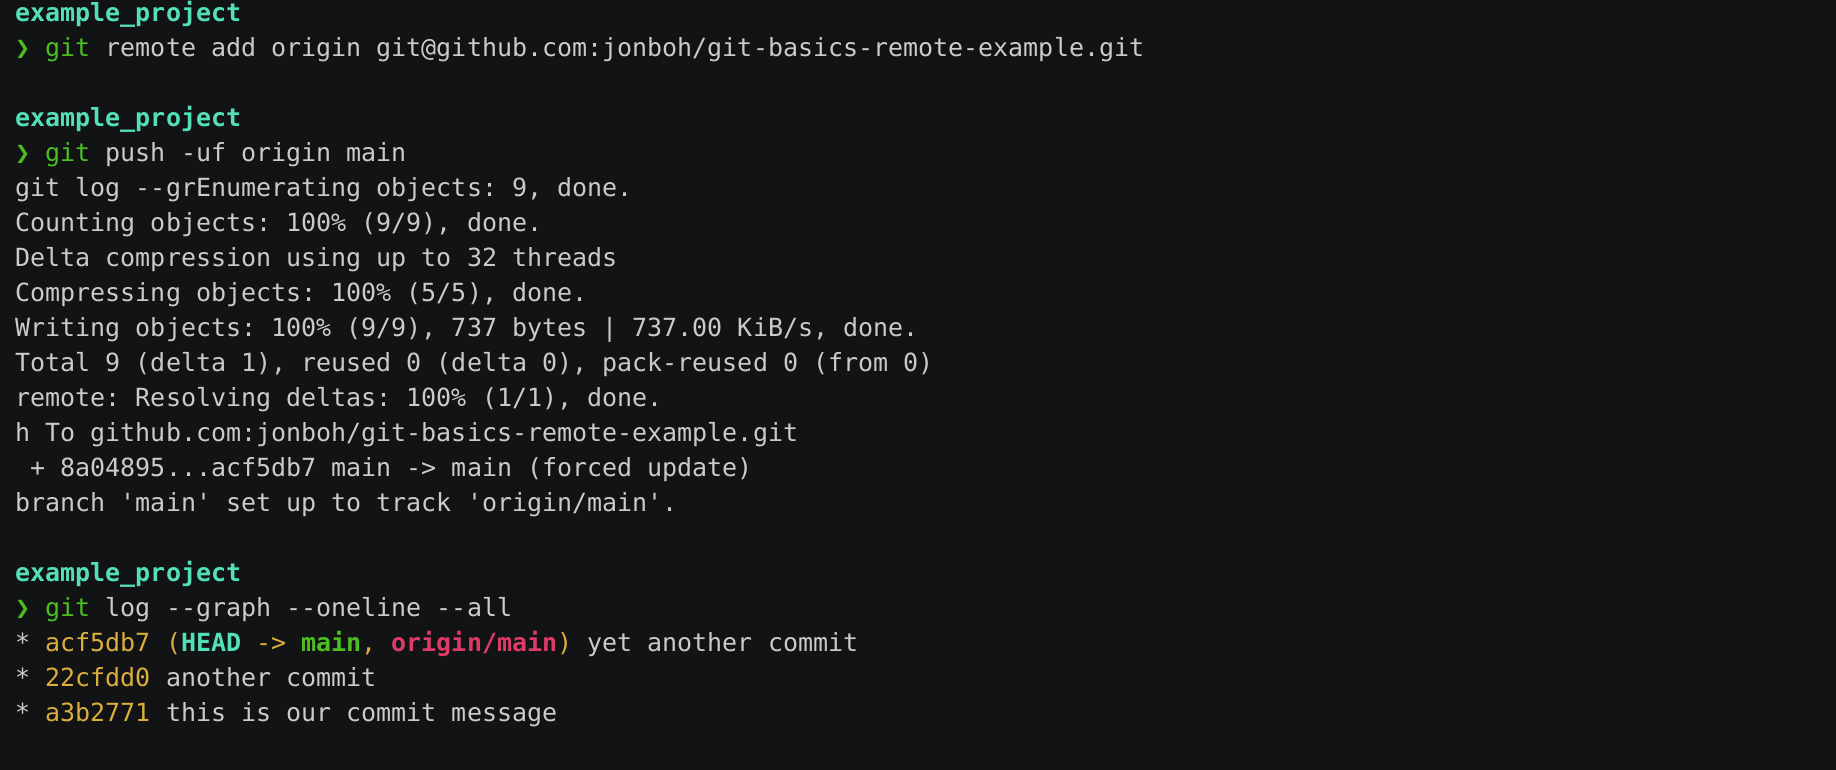 example_project
❯ git remote add origin git@github.com:jonboh/git-basics-remote-example.git
example_project
❯ git push -uf origin main
git log --grEnumerating objects: 9, done.
Counting objects: 100% (9/9), done.
Delta compression using up to 32 threads
Compressing objects: 100% (5/5), done.
Writing objects: 100% (9/9), 737 bytes | 737.00 KiB/s, done.
Total 9 (delta 1), reused 0 (delta 0), pack-reused 0 (from 0)
remote: Resolving deltas: 100% (1/1), done.
h To github.com:jonboh/git-basics-remote-example.git
 + 8a04895...acf5db7 main -> main (forced update)
branch 'main' set up to track 'origin/main'.
example_project
❯ git log --graph --oneline --all
* acf5db7 (HEAD -> main, origin/main) yet another commit
* 22cfdd0 another commit
* a3b2771 this is our commit message